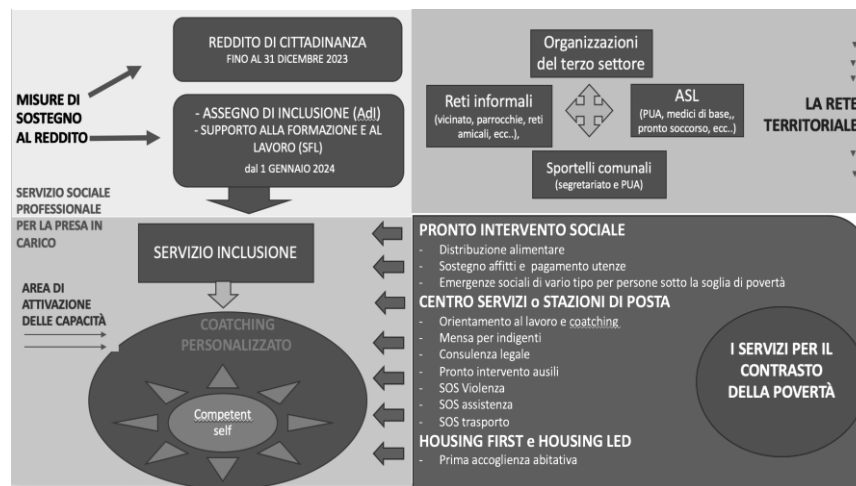 REDDITO DI CITTADINANZA
FINO AL 31 DICEMBRE 2023
MISURE DI
SOSTEGNO
AL REDDITO
- ASSEGNO DI INCLUSIONE (AdI)
- SUPPORTO ALLA FORMAZIONE E AL
LAVORO (SFL)
dal 1 GENNAIO 2024
Organizzazioni
del terzo settore
Reti informali
(vicinato, parrocchie, reti
amicali, ecc..),
ASL
(PUA, medici di base,,
pronto soccorso, ecc..)
Sportelli comunali
(segretariato e PUA)
LA RETE
TERRITORIALE
SERVIZIO SOCIALE
PROFESSIONALE
PER LA PRESA IN
CARICO
SERVIZIO INCLUSIONE
AREA DI
ATTIVAZIONE
DELLE CAPACITÀ
COATCHING
PERSONALIZZATO
Competent
self
PRONTO INTERVENTO SOCIALE
- Distribuzione alimentare
- Sostegno affitti e pagamento utenze
- Emergenze sociali di vario tipo per persone sotto la soglia di povertà
CENTRO SERVIZI o STAZIONI DI POSTA
- Orientamento al lavoro e coatching
- Mensa per indigenti
- Consulenza legale
- Pronto intervento ausili
- SOS Violenza
- SOS assistenza
- SOS trasporto
HOUSING FIRST e HOUSING LED
- Prima accoglienza abitativa
I SERVIZI PER IL
CONTRASTO
DELLA POVERTÀ